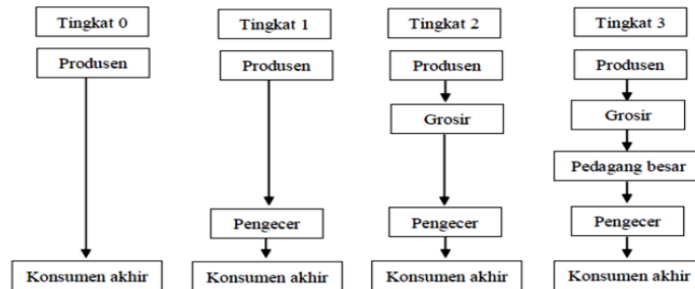 Tingkat 0
Produsen
Konsumen akhir
Tingkat 1
Produsen
Pengecer
Konsumen akhir
Tingkat 2
Produsen
Grosir
Pengecer
Konsumen akhir
Tingkat 3
Produsen
Grosir
Pedagang besar
Pengecer
Konsumen akhir